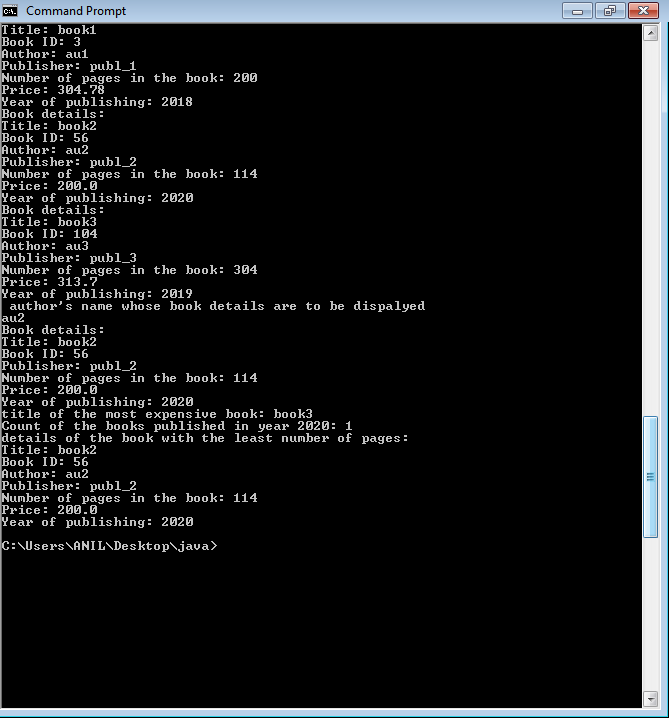 Command Prompt
Title: book1
Book ID: 3
Author: au1
Publisher: publ_1
Number of pages in the book: 200
Price: 304.78
Year of publishing: 2018
Book details:
Title: book2
Book ID: 56
Author: au2
Publisher: publ_2
Number of pages in the book: 114
Price: 200.0
Year of publishing: 2020
Book details:
Title: book3
Book ID: 104
Author: au3
Publisher: publ_3
Number of pages in the book: 304
Price: 313.7
Year of publishing: 2019
author's name whose book details are to be dispalyed
au2
Book details:
Title: book2
Book ID: 56
Publisher: publ_2
Number of pages in the book: 114
Price: 200.0
Year of publishing: 2020
title of the most expensive book: book3
Count of the books published in year 2020: 1
details of the book with the least number of pages:
Title: book2
Book ID: 56
Author: au2
Publisher: publ_2
Number of pages in the book: 114
Price: 200.0
Year of publishing: 2020
C:\Users\ANIL\Desktop\java>